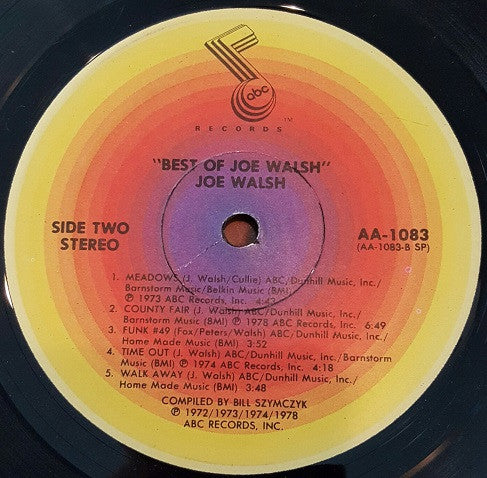 abc
™
RECORDS
"BEST OF JOE WALSH"
JOE WALSH
SIDE TWO
STEREO
AA-1083
(AA-1083-B SP)
1. MEADOWS (J. Walsh/Cullie) ABC/Dunhill Music, Inc./
Barnstorm Music/Belkin Music (BMI)
℗ 1973 ABC Records, Inc. 4:43
2. COUNTY FAIR (J. Walsh) ABC/Dunhill Music, Inc./
Barnstorm Music (BMI) ℗ 1978 ABC Records, Inc. 6:49
3. FUNK #49 (Fox/Peters/Walsh) ABC/Dunhill Music, Inc./
Home Made Music (BMI) 3:52
4. TIME OUT (J. Walsh) ABC/Dunhill Music, Inc./Barnstorm
Music (BMI) ℗ 1974 ABC Records, Inc. 4:18
5. WALK AWAY (J. Walsh) ABC/Dunhill Music, Inc./
Home Made Music (BMI) 3:48
COMPILED BY BILL SZYMCZYK
℗ 1972/1973/1974/1978
ABC RECORDS, INC.